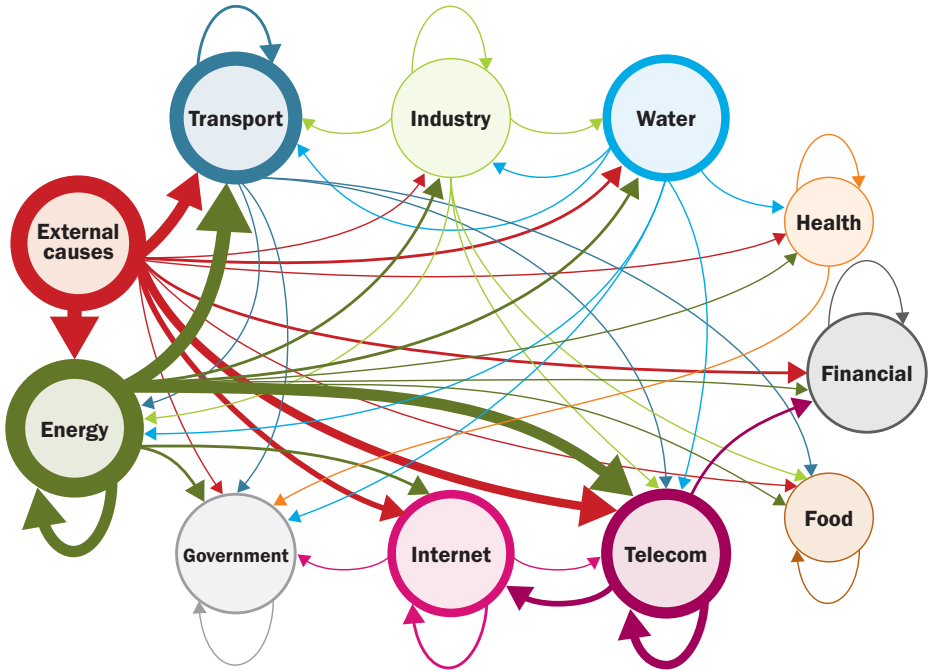 Transport
Industry
Water
External
causes
Health
Financial
Energy
Food
Government
Internet
Telecom